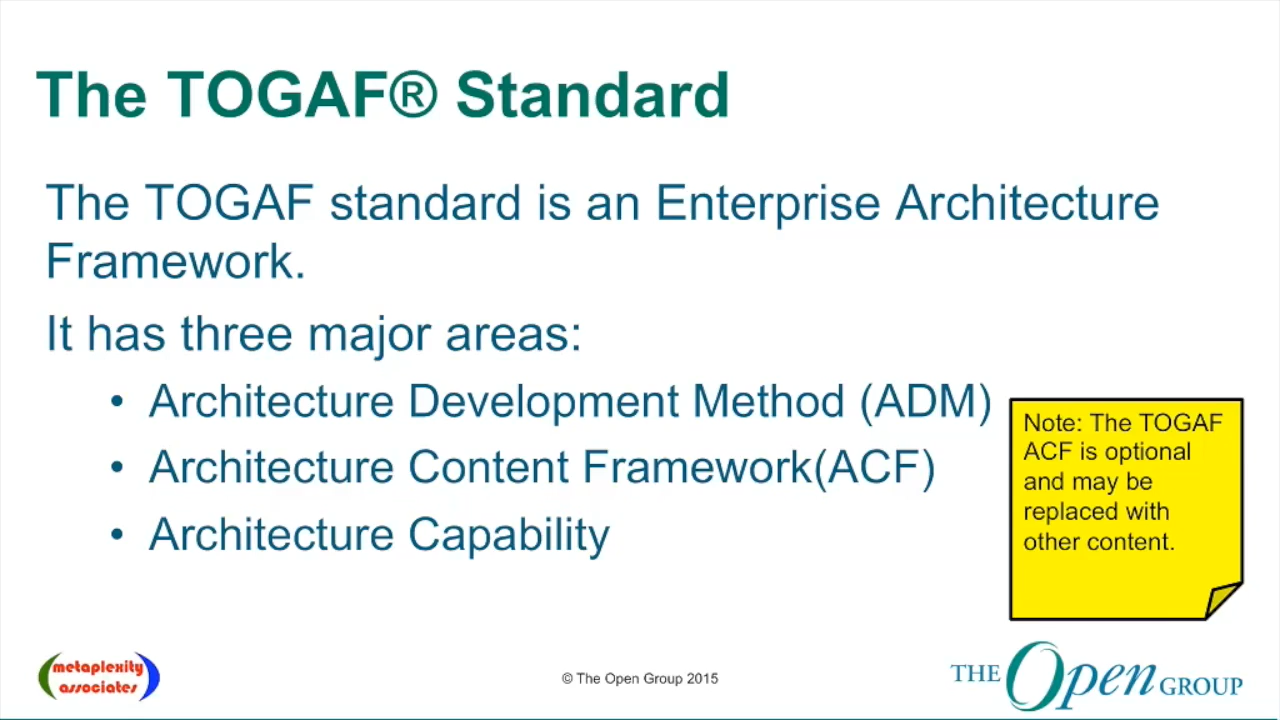 The TOGAF® Standard
The TOGAF standard is an Enterprise Architecture
Framework.
It has three major areas:
• Architecture Development Method (ADM)
• Architecture Content Framework(ACF)
• Architecture Capability
Note: The TOGAF
ACF is optional
and may be
replaced with
other content.
metaplexity
associates
© The Open Group 2015
THE Open GROUP